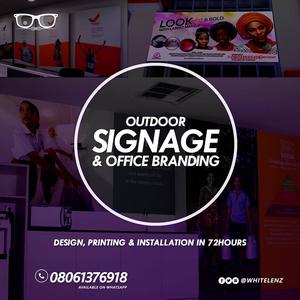 LOOK
& BOLD
OUTDOOR
SIGNAGE
& OFFICE BRANDING
DESIGN, PRINTING & INSTALLATION IN 72HOURS
08061376918
AVAILABLE ON WHATSAPP
@WHITELENZ